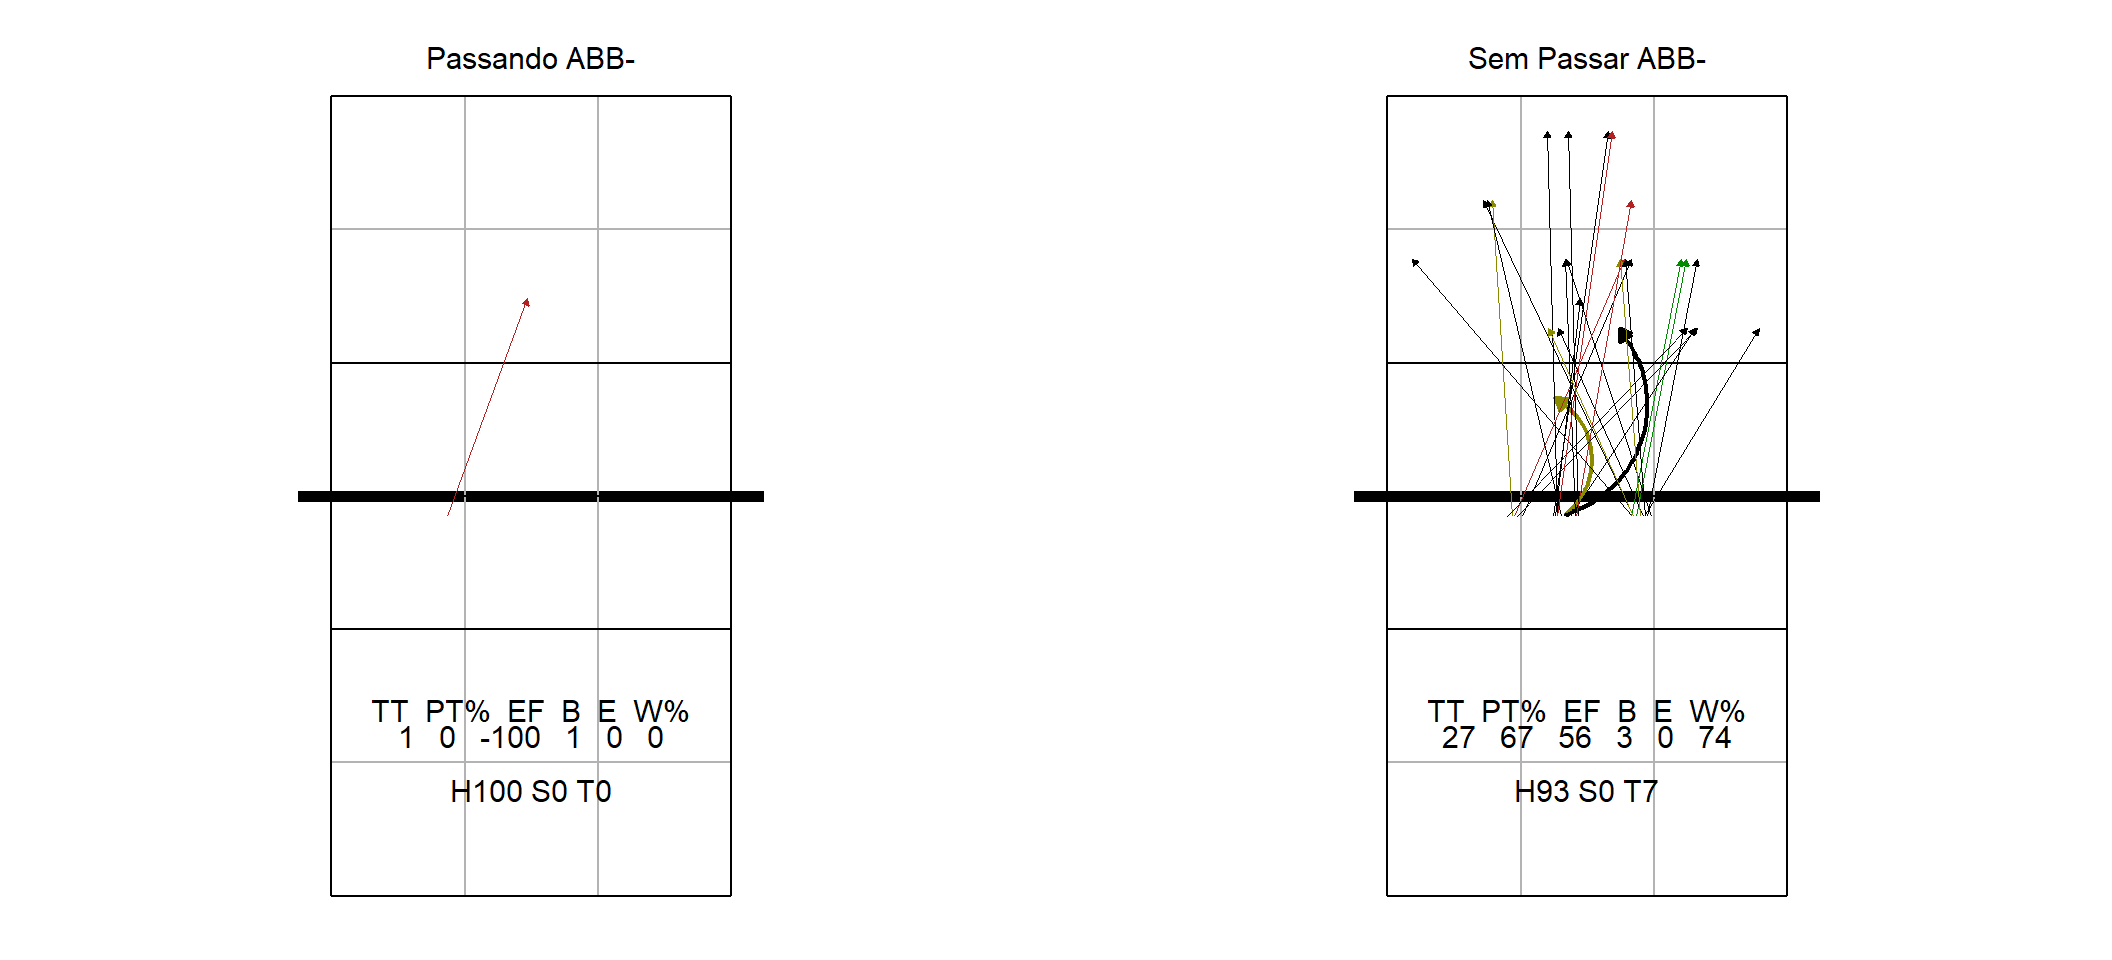 Passando ABB-
TT PT% EF B E W%
1 0 -100 1 0 0
H100 S0 T0
Sem Passar ABB-
TT PT% EF B E W%
27 67 56 3 0 74
H93 S0 T7